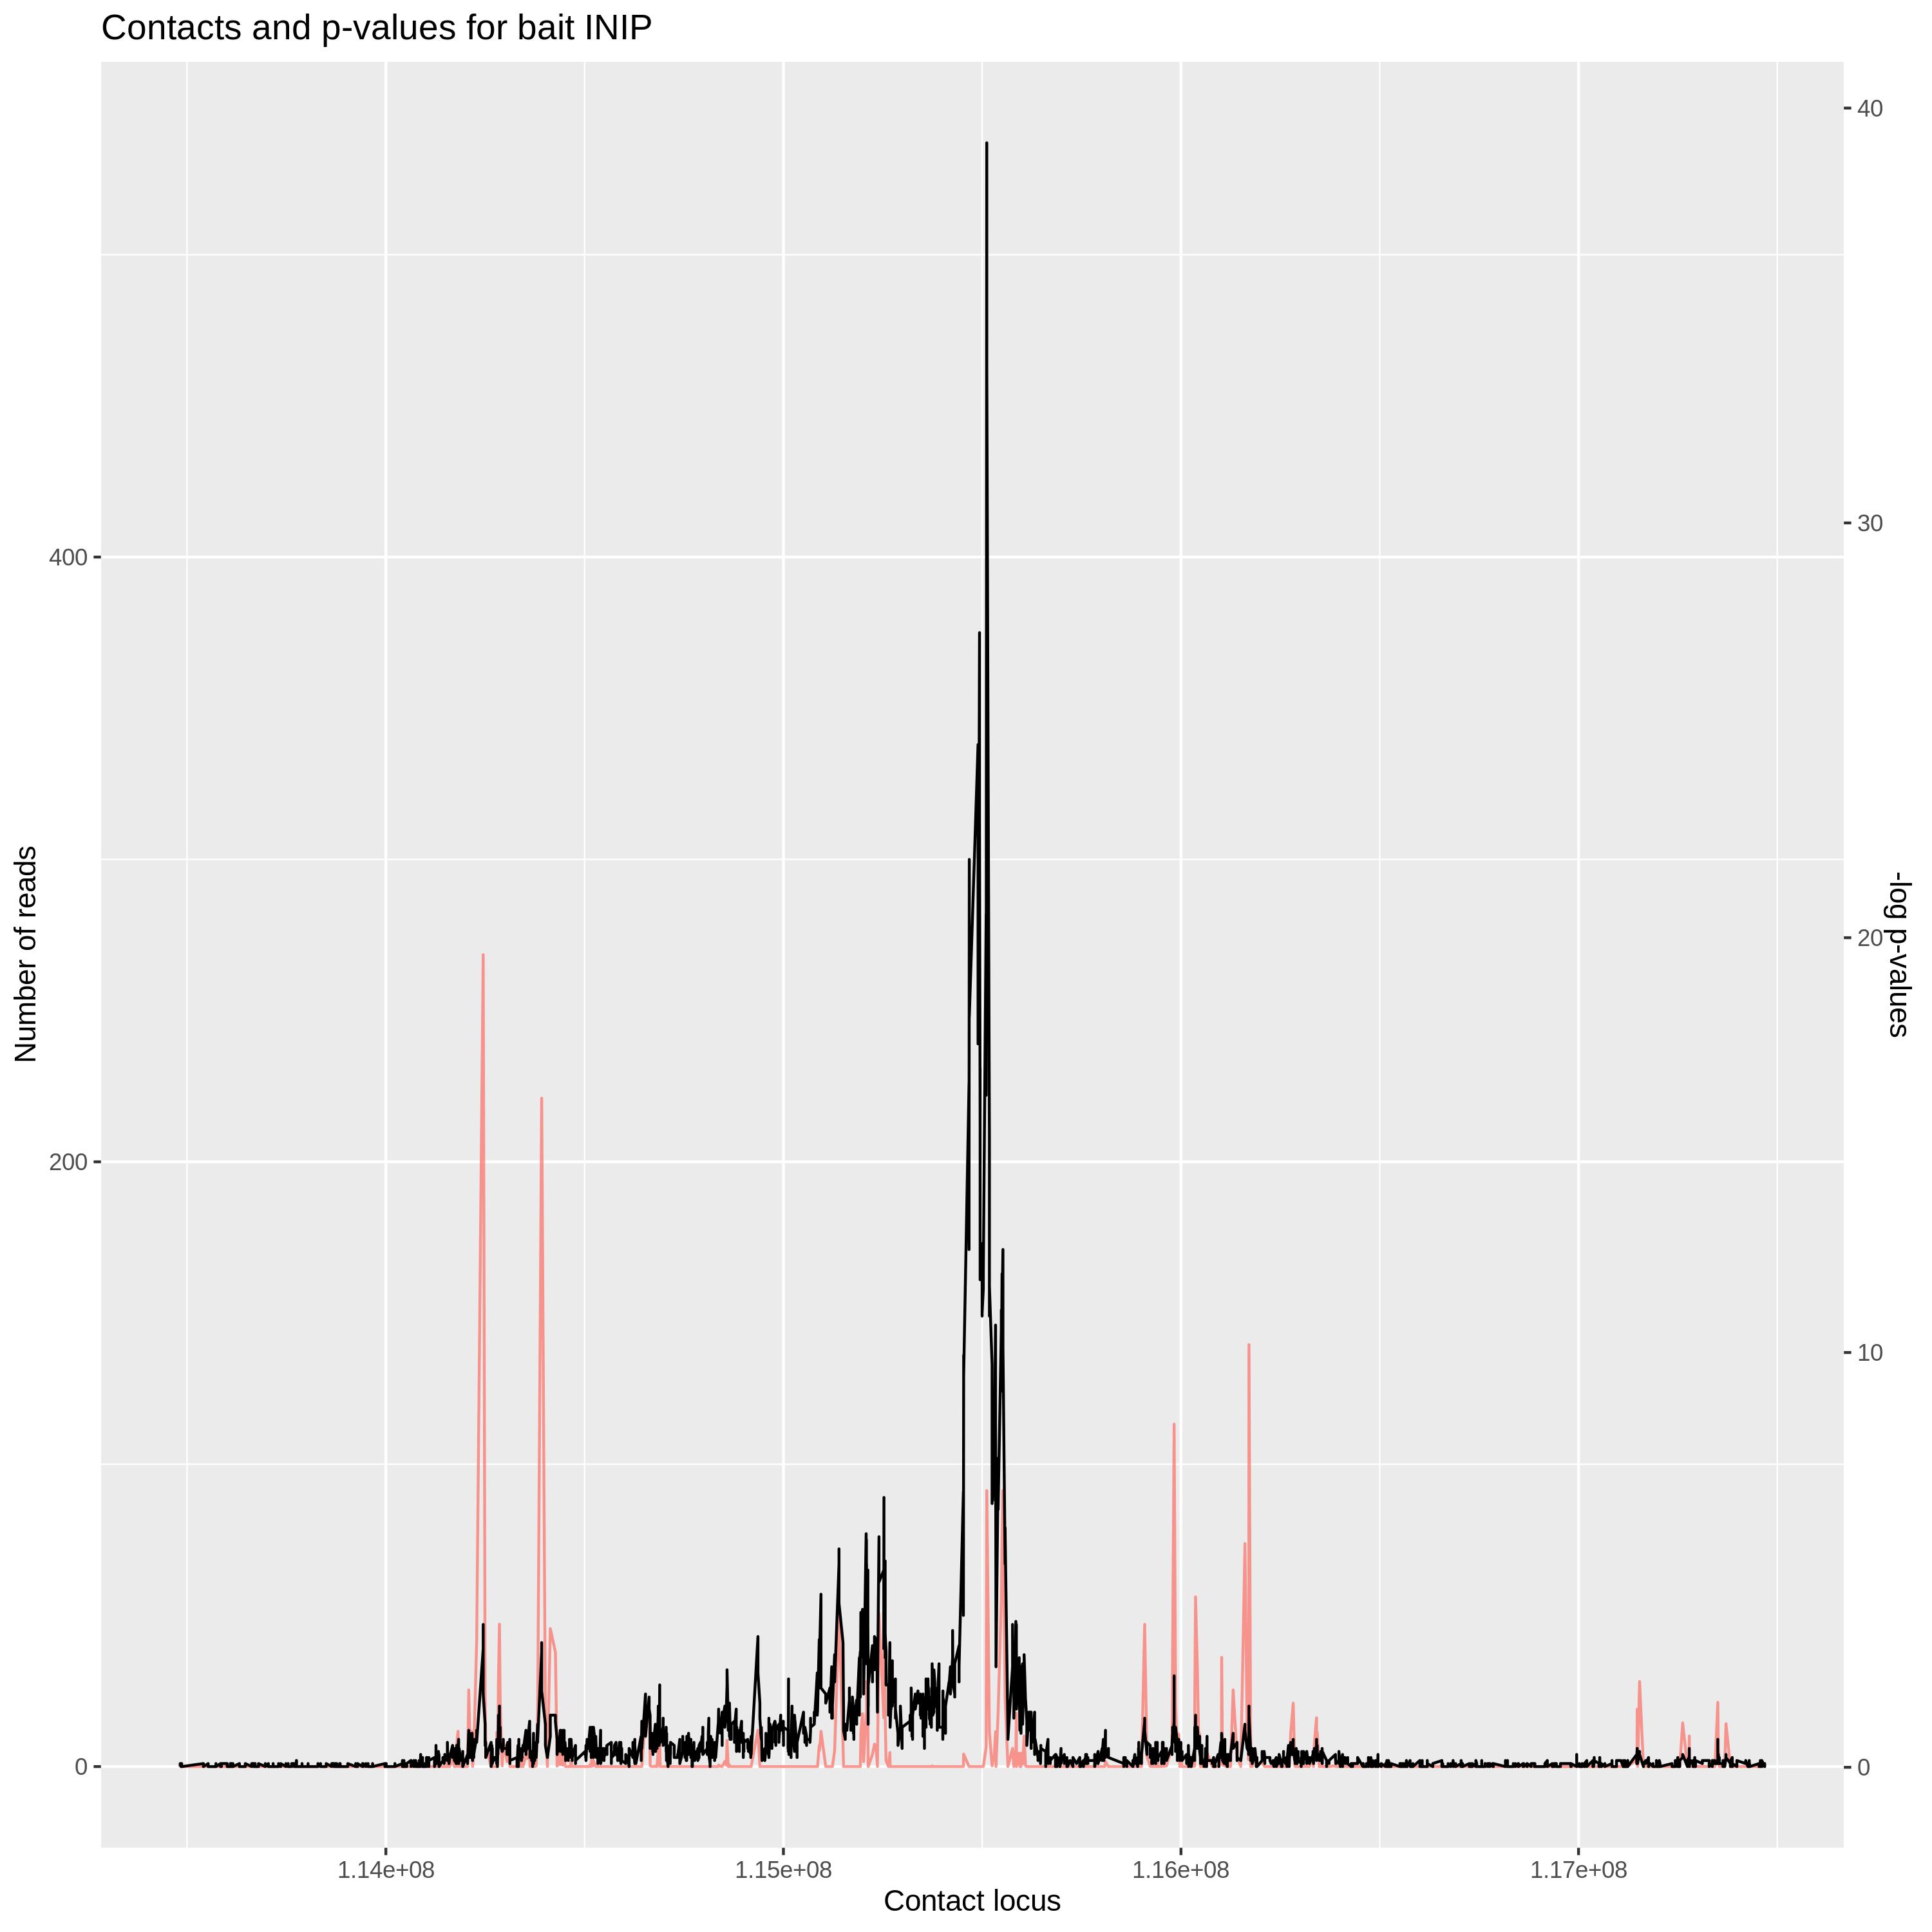 Contacts and p-values for bait INIP
Number of reads
400
200
0
40
30
20
10
0
-log p-values
1.14e+08
1.15e+08
1.16e+08
1.17e+08
Contact locus